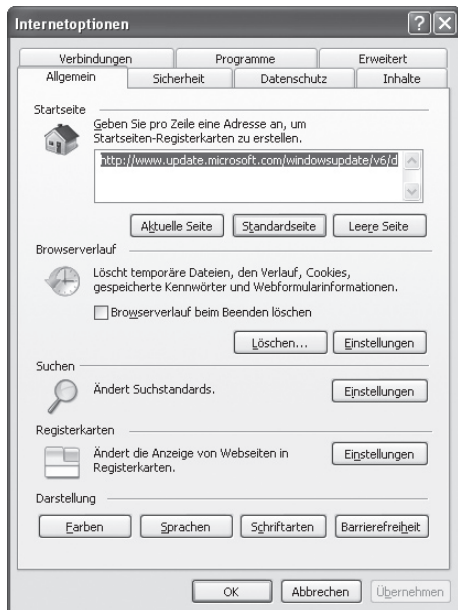 Internetoptionen
Verbindungen Programme Erweitert
Allgemein Sicherheit Datenschutz Inhalte
Startseite
Geben Sie pro Zeile eine Adresse an, um
Startseiten-Registerkarten zu erstellen.
http://www.update.microsoft.com/windowsupdate/v6/d
Aktuelle Seite Standardseite Leere Seite
Browserverlauf
Löscht temporäre Dateien, den Verlauf, Cookies,
gespeicherte Kennwörter und Webformularinformationen.
Browserverlauf beim Beenden löschen
Löschen... Einstellungen
Suchen
Ändert Suchstandards.
Einstellungen
Registerkarten
Ändert die Anzeige von Webseiten in
Registerkarten.
Einstellungen
Darstellung
Farben Sprachen Schriftarten Barrierefreiheit
OK Abbrechen Übernehmen